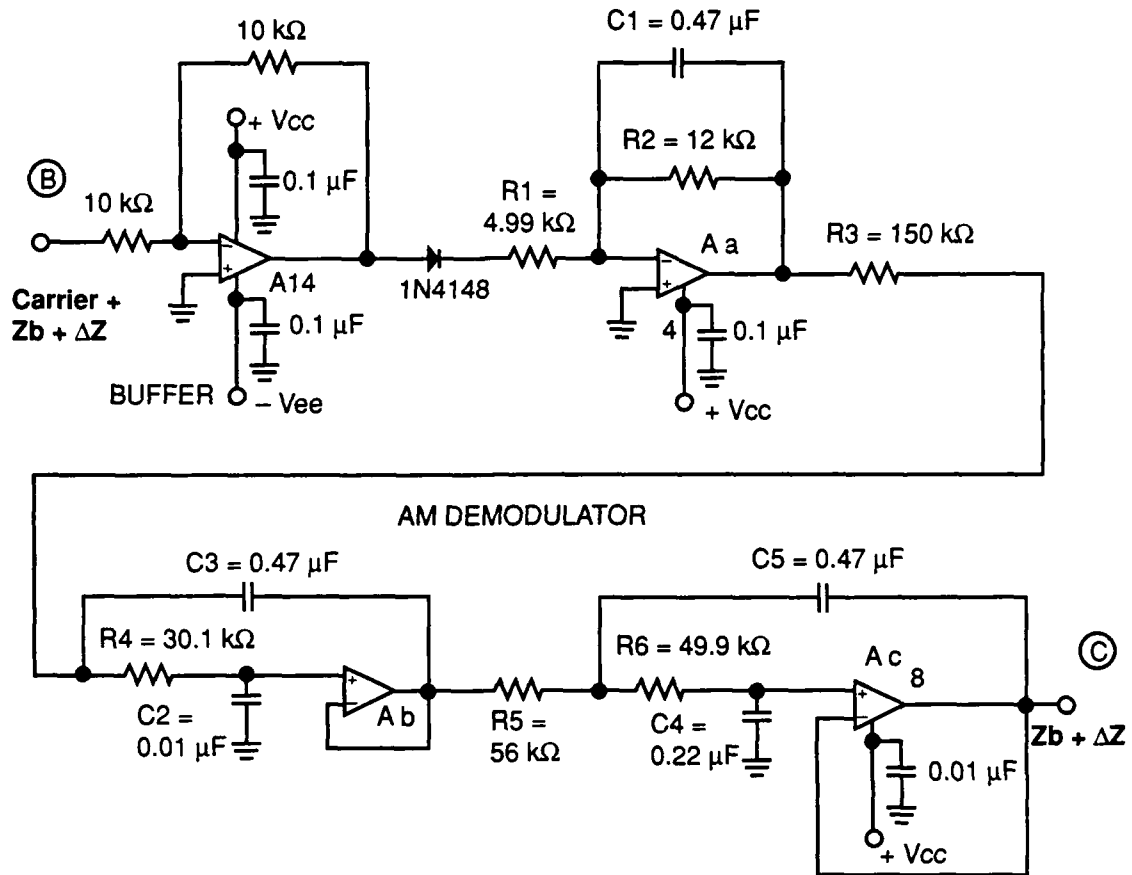 C1 = 0.47 µF
10 kΩ
+ Vcc
R2 = 12 kΩ
B
0.1 µF
R1 =
4.99 kΩ
10 kΩ
−
+
A14
1N4148
−
+
A a
R3 = 150 kΩ
Carrier +
Zb + ΔZ
0.1 µF
4
0.1 µF
BUFFER
− Vee
+ Vcc
AM DEMODULATOR
C3 = 0.47 µF
C5 = 0.47 µF
R4 = 30.1 kΩ
R6 = 49.9 kΩ
A c
8
C
+
−
A b
+
−
C2 =
0.01 µF
R5 =
56 kΩ
C4 =
0.22 µF
Zb + ΔZ
0.01 µF
+ Vcc